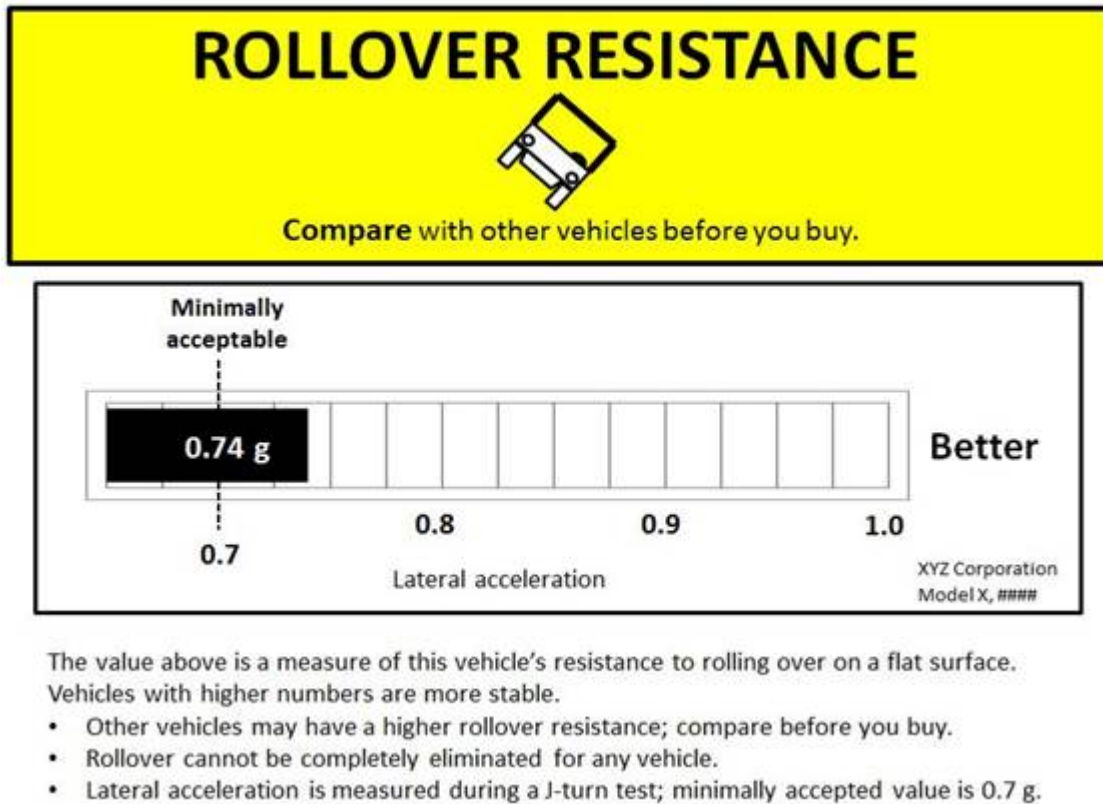 ROLLOVER RESISTANCE
Compare with other vehicles before you buy.
Minimally
acceptable
0.74 g
Better
0.7
0.8
0.9
1.0
Lateral acceleration
XYZ Corporation
Model X, ####
The value above is a measure of this vehicle's resistance to rolling over on a flat surface.
Vehicles with higher numbers are more stable.
• Other vehicles may have a higher rollover resistance; compare before you buy.
• Rollover cannot be completely eliminated for any vehicle.
• Lateral acceleration is measured during a J-turn test; minimally accepted value is 0.7 g.